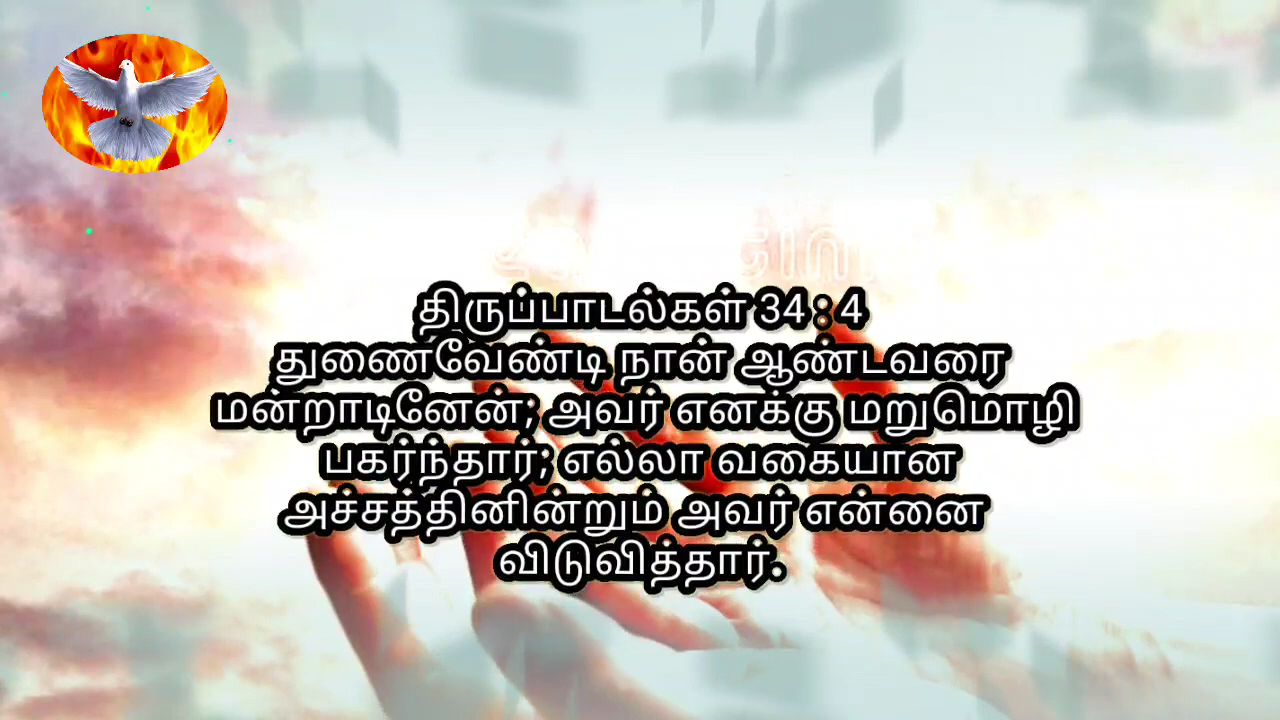 திருப்பாடல்கள் 34 : 4
துணைவேண்டி நான் ஆண்டவரை
மன்றாடினேன்; அவர் எனக்கு மறுமொழி
பகர்ந்தார்; எல்லா வகையான
அச்சத்தினின்றும் அவர் என்னை
விடுவித்தார்.